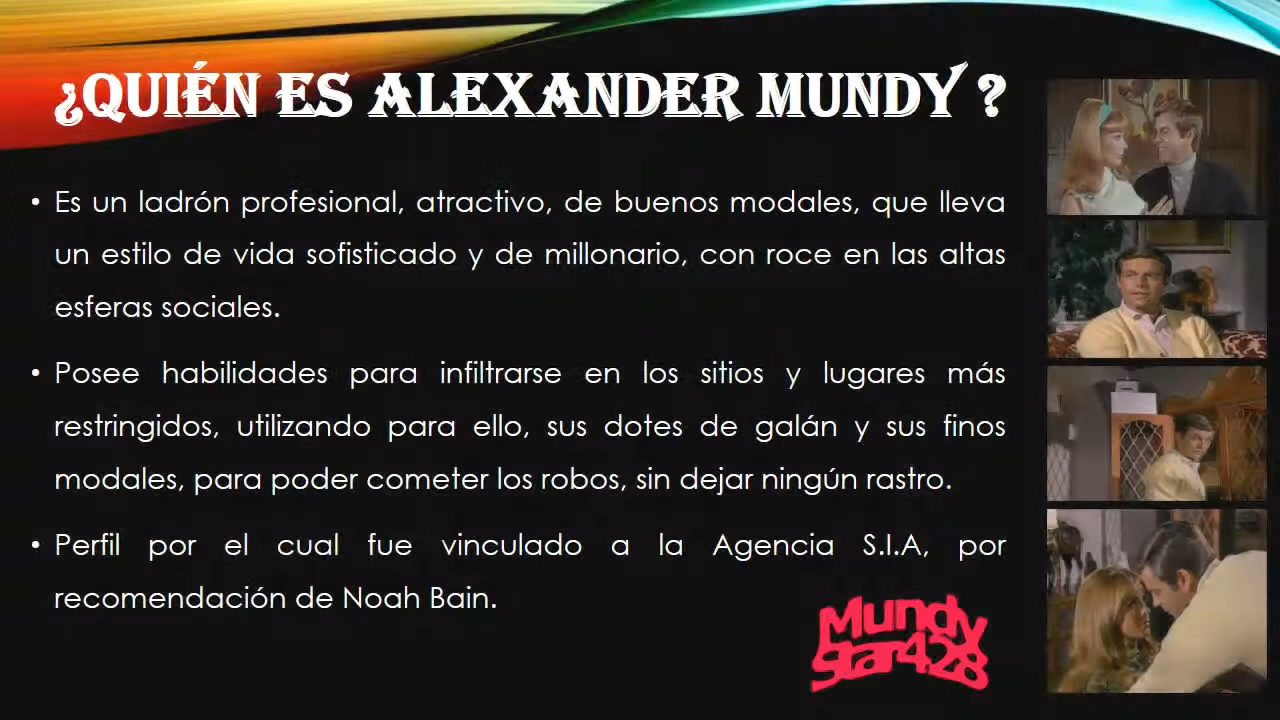 ¿QUIÉN ES ALEXANDER MUNDY ?
• Es un ladrón profesional, atractivo, de buenos modales, que lleva
un estilo de vida sofisticado y de millonario, con roce en las altas
esferas sociales.
• Posee habilidades para infiltrarse en los sitios y lugares más
restringidos, utilizando para ello, sus dotes de galán y sus finos
modales, para poder cometer los robos, sin dejar ningún rastro.
• Perfil por el cual fue vinculado a la Agencia S.I.A, por
recomendación de Noah Bain.
Mundy
Star428